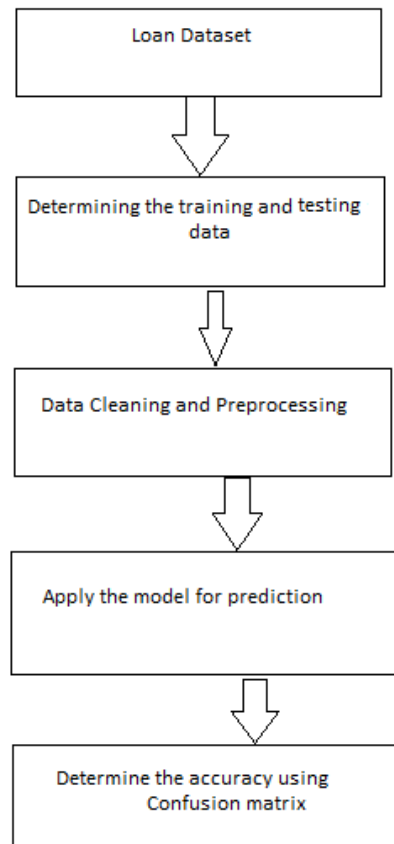 Loan Dataset
Determining the training and testing
data
Data Cleaning and Preprocessing
Apply the model for prediction
Determine the accuracy using
Confusion matrix